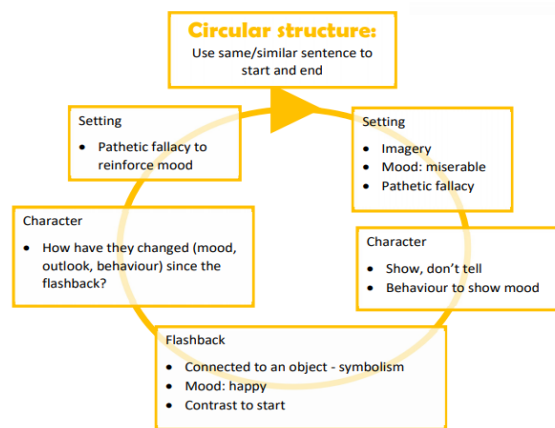 Circular structure:
Use same/similar sentence to
start and end
Setting
• Imagery
• Mood: miserable
• Pathetic fallacy
Character
• Show, don't tell
• Behaviour to show mood
Flashback
• Connected to an object - symbolism
• Mood: happy
• Contrast to start
Character
• How have they changed (mood,
outlook, behaviour) since the
flashback?
Setting
• Pathetic fallacy to
reinforce mood